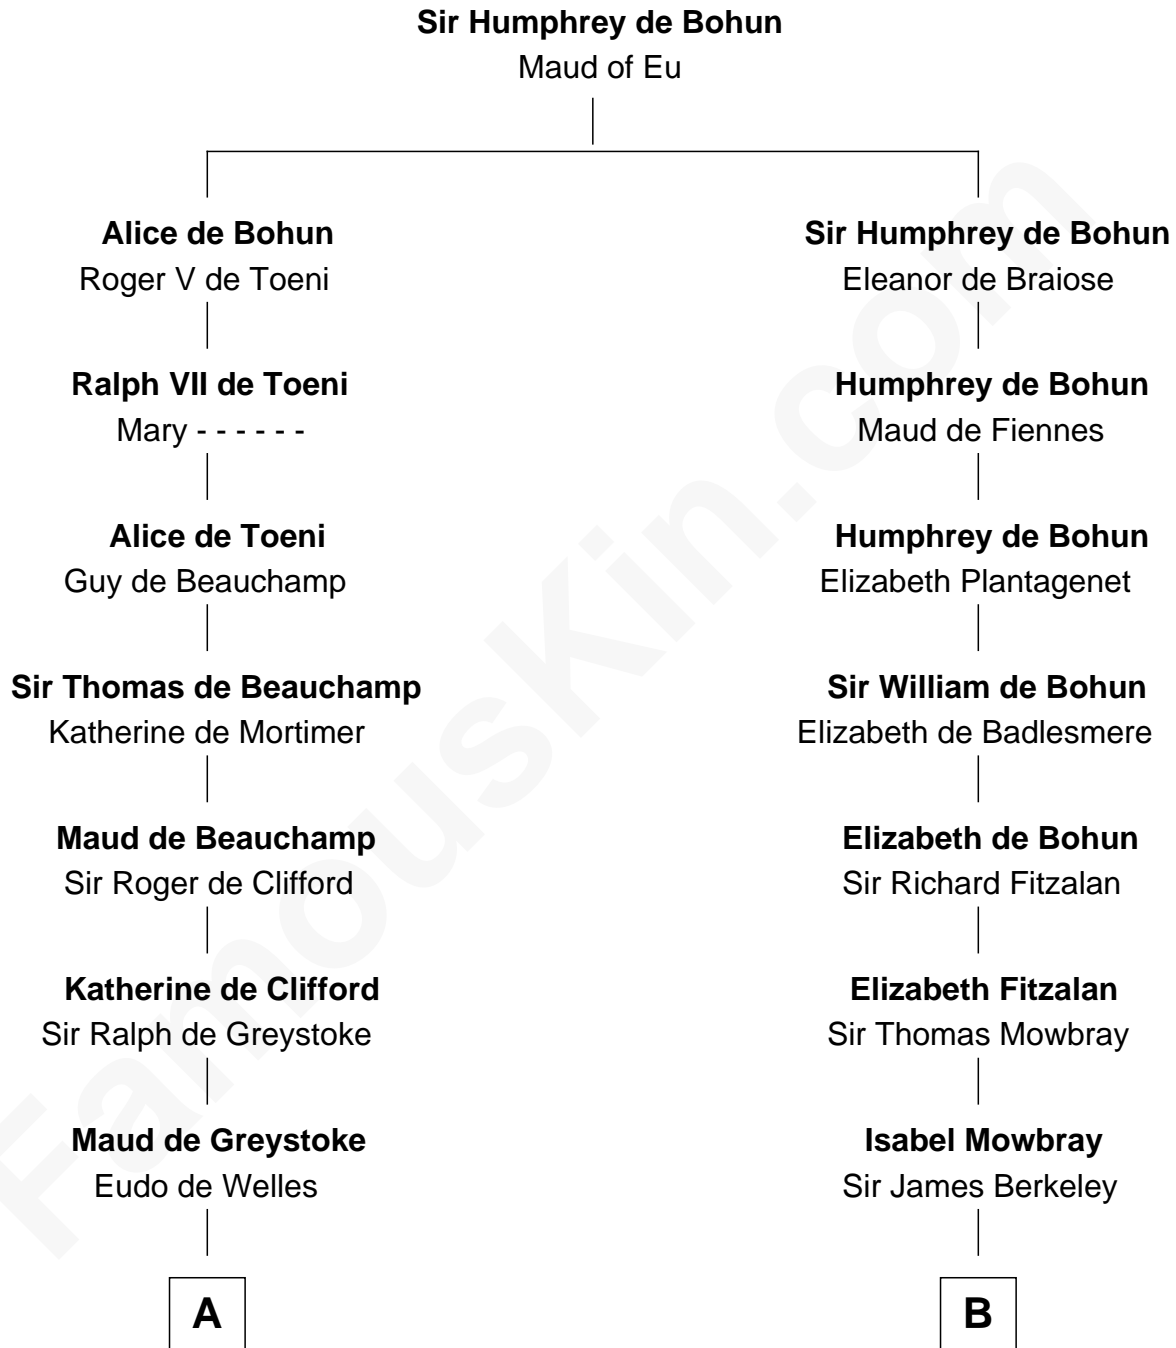 Sir Humphrey de Bohun
Maud of Eu
Alice de Bohun
Roger V de Toeni
Sir Humphrey de Bohun
Eleanor de Braiose
Ralph VII de Toeni
Mary - - - - - -
Humphrey de Bohun
Maud de Fiennes
Alice de Toeni
Guy de Beauchamp
Humphrey de Bohun
Elizabeth Plantagenet
Sir Thomas de Beauchamp
Katherine de Mortimer
Sir William de Bohun
Elizabeth de Badlesmere
Maud de Beauchamp
Sir Roger de Clifford
Elizabeth de Bohun
Sir Richard Fitzalan
Katherine de Clifford
Sir Ralph de Greystoke
Elizabeth Fitzalan
Sir Thomas Mowbray
Maud de Greystoke
Eudo de Welles
Isabel Mowbray
Sir James Berkeley
A
B
FamousKin.com